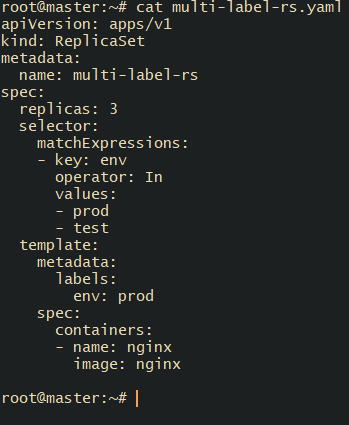 root@master:~# cat multi-label-rs.yaml
apiVersion: apps/v1
kind: ReplicaSet
metadata:
  name: multi-label-rs
spec:
  replicas: 3
  selector:
    matchExpressions:
    - key: env
      operator: In
      values:
      - prod
      - test
  template:
    metadata:
      labels:
        env: prod
    spec:
      containers:
      - name: nginx
        image: nginx

root@master:~#